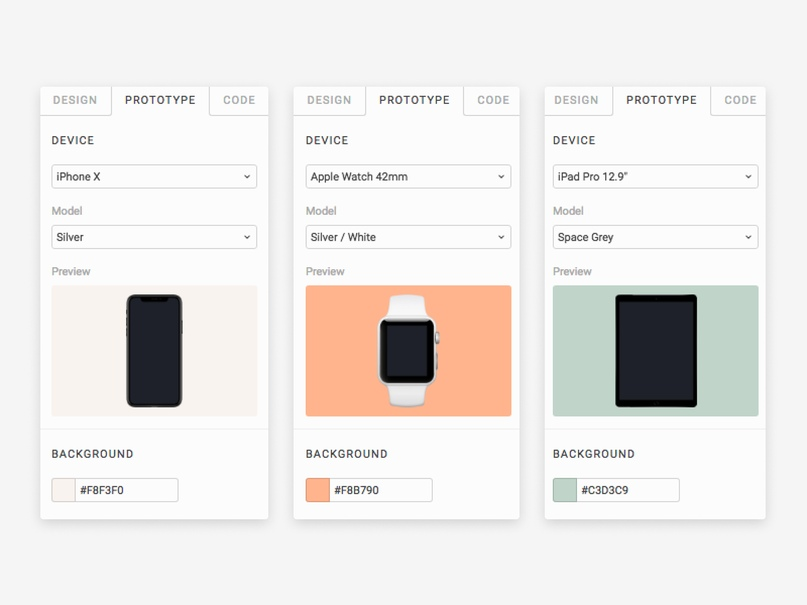 DESIGN PROTOTYPE CODE
DEVICE
iPhone X
Model
Silver
Preview
BACKGROUND
#F8F3F0
DESIGN PROTOTYPE CODE
DEVICE
Apple Watch 42mm
Model
Silver / White
Preview
BACKGROUND
#F8B790
DESIGN PROTOTYPE CODE
DEVICE
iPad Pro 12.9"
Model
Space Grey
Preview
BACKGROUND
#C3D3C9